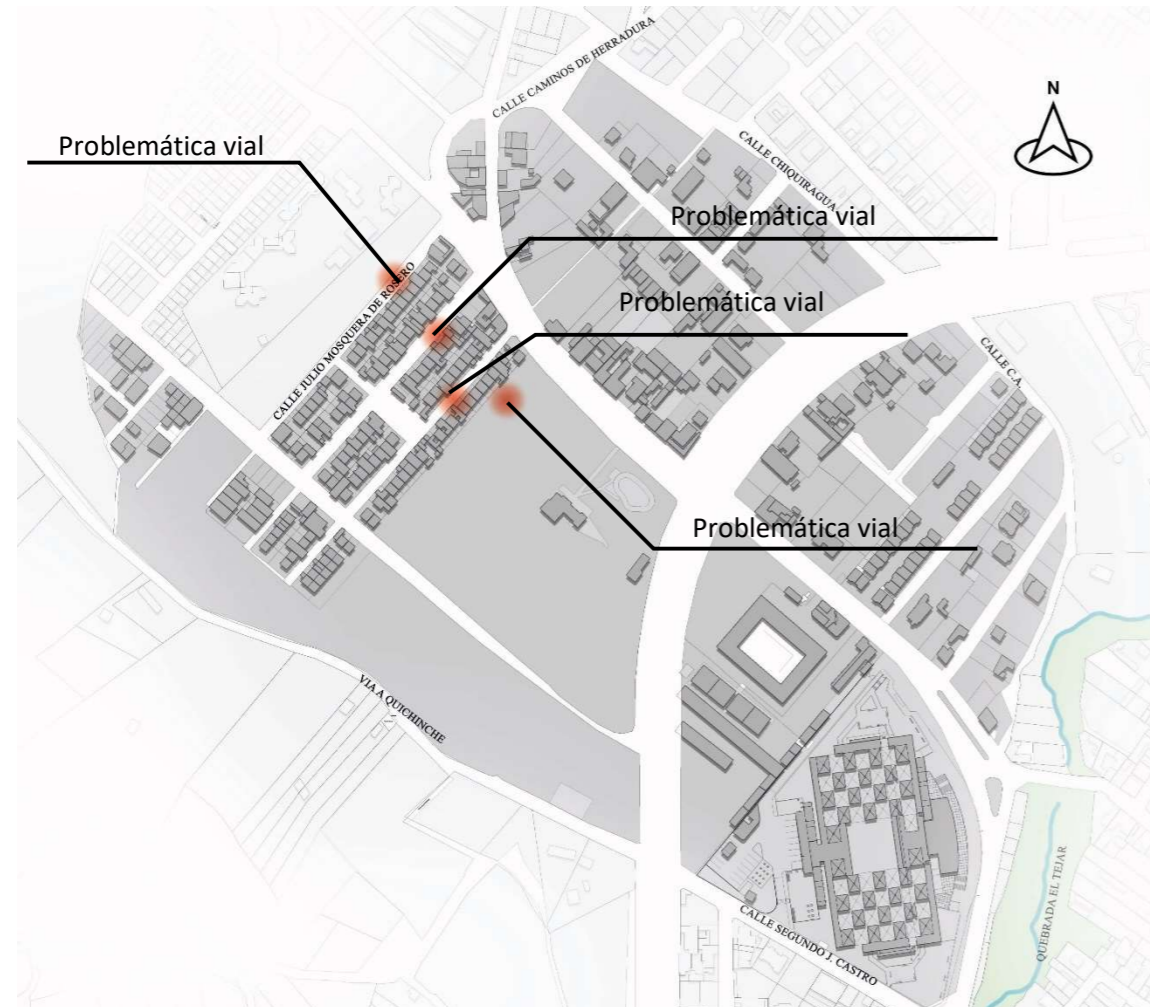 CALLE CAMINOS DE HERRADURA
N
Problemática vial
CALLE CHIQUIRAGUA
Problemática vial
CALLE JULIO MOSQUERA DE ROSERO
Problemática vial
CALLE C.A.
Problemática vial
VIA A QUICHINCHE
QUEBRADA EL TEJAR
CALLE SEGUNDO J. CASTRO